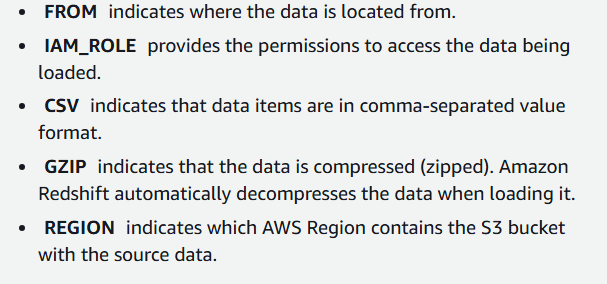 • FROM indicates where the data is located from.
• IAM_ROLE provides the permissions to access the data being
loaded.
• CSV indicates that data items are in comma-separated value
format.
• GZIP indicates that the data is compressed (zipped). Amazon
Redshift automatically decompresses the data when loading it.
• REGION indicates which AWS Region contains the S3 bucket
with the source data.